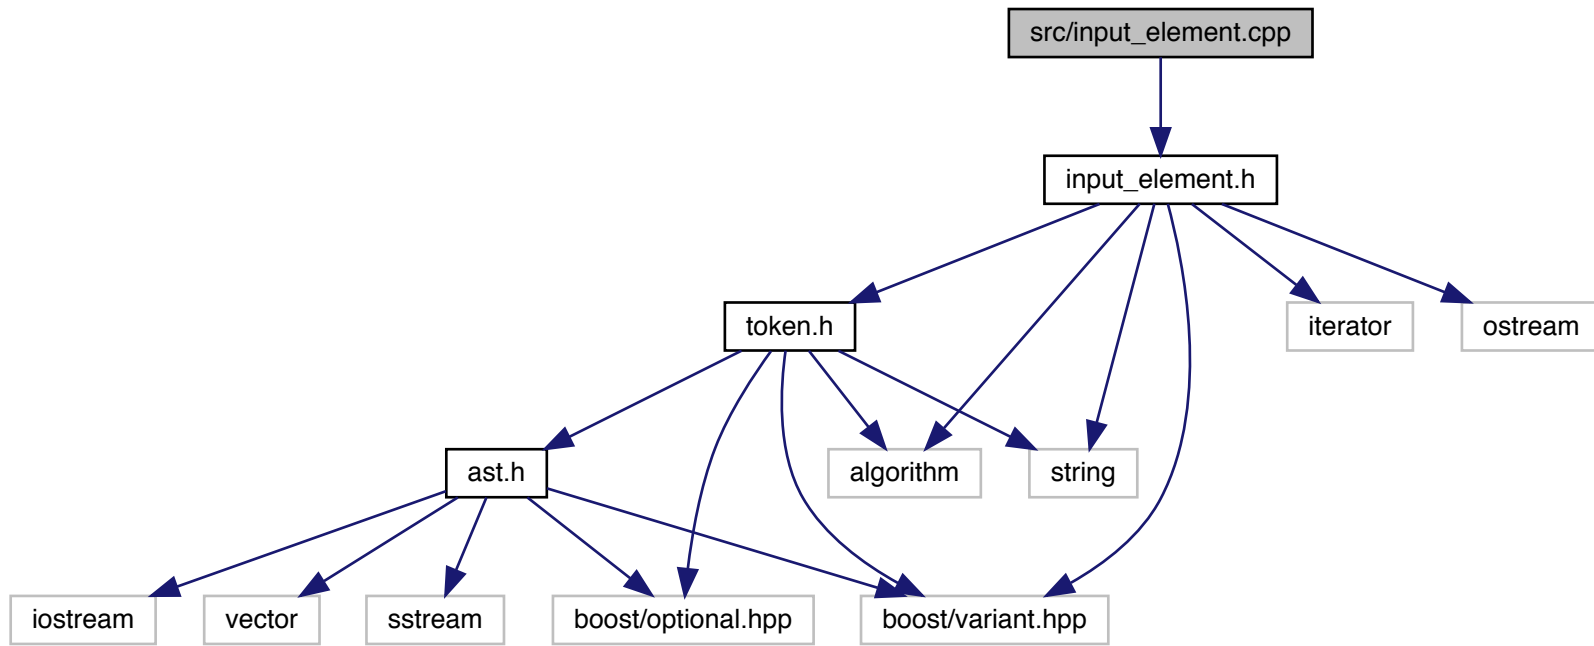 src/input_element.cpp
input_element.h
token.h
iterator
ostream
ast.h
algorithm
string
iostream
vector
sstream
boost/optional.hpp
boost/variant.hpp